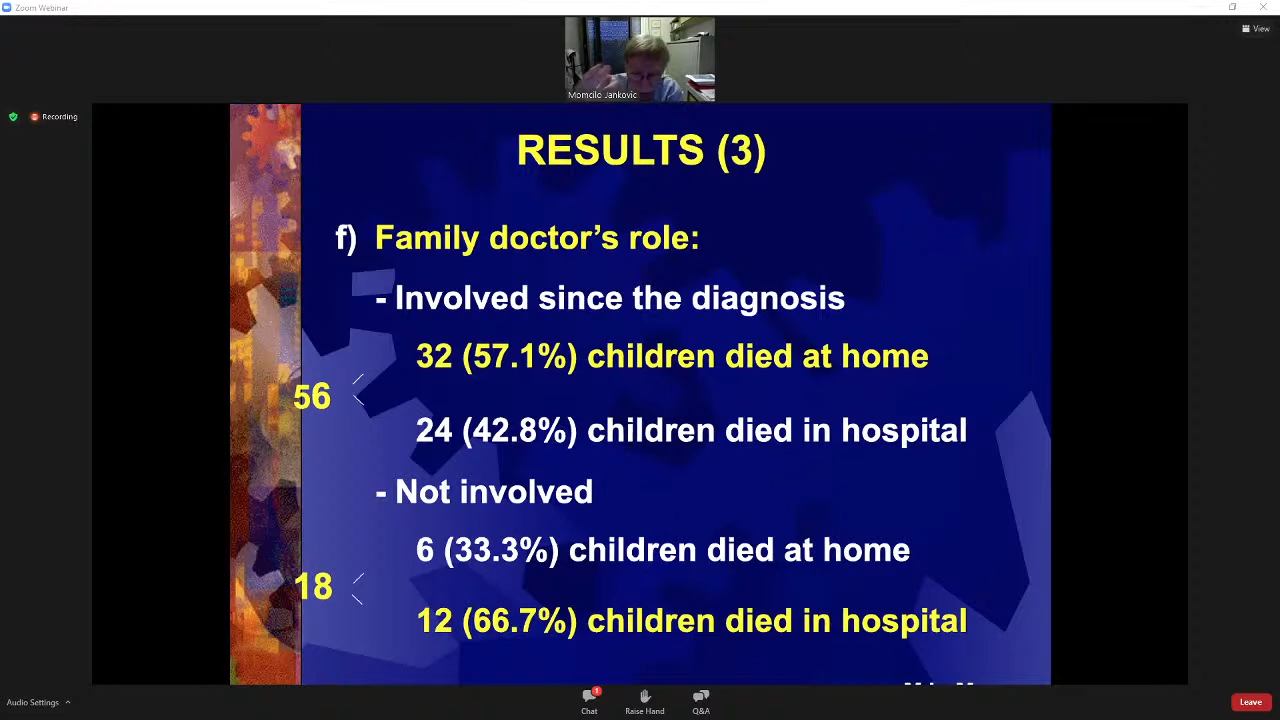 Zoom Webinar
View
Momcilo Jankovic
Recording
RESULTS (3)
f) Family doctor's role:
- Involved since the diagnosis
32 (57.1%) children died at home
56
24 (42.8%) children died in hospital
- Not involved
6 (33.3%) children died at home
18
12 (66.7%) children died in hospital
Audio Settings
1
Chat
Raise Hand
Q&A
Leave